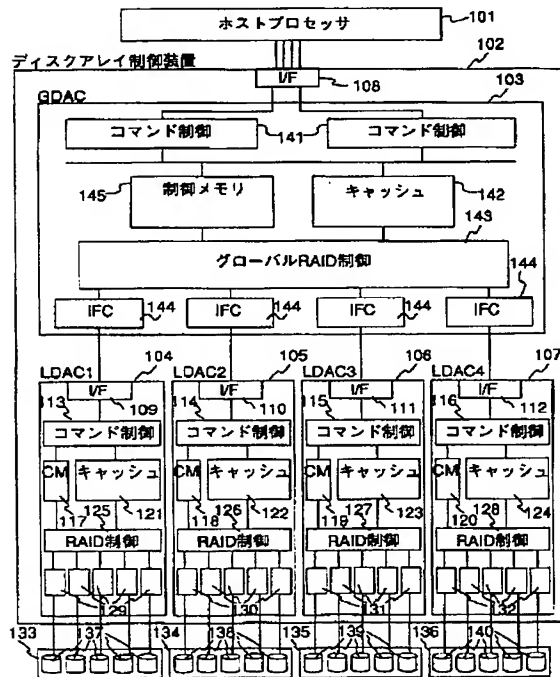 ホストプロセッサ
101
ディスクアレイ制御装置
102
I/F
108
GDAC
103
コマンド制御
141
コマンド制御
145
制御メモリ
キャッシュ
142
143
グローバルRAID制御
IFC
144
IFC
144
IFC
144
IFC
144
LDAC1
104
LDAC2
105
LDAC3
106
LDAC4
107
I/F
I/F
I/F
I/F
113
109
114
110
115
111
116
112
コマンド制御
コマンド制御
コマンド制御
コマンド制御
CM
キャッシュ
CM
キャッシュ
CM
キャッシュ
CM
キャッシュ
117
125
121
118
126
122
119
127
123
120
128
124
RAID制御
RAID制御
RAID制御
RAID制御
129
130
131
132
133
137
134
138
135
139
136
140